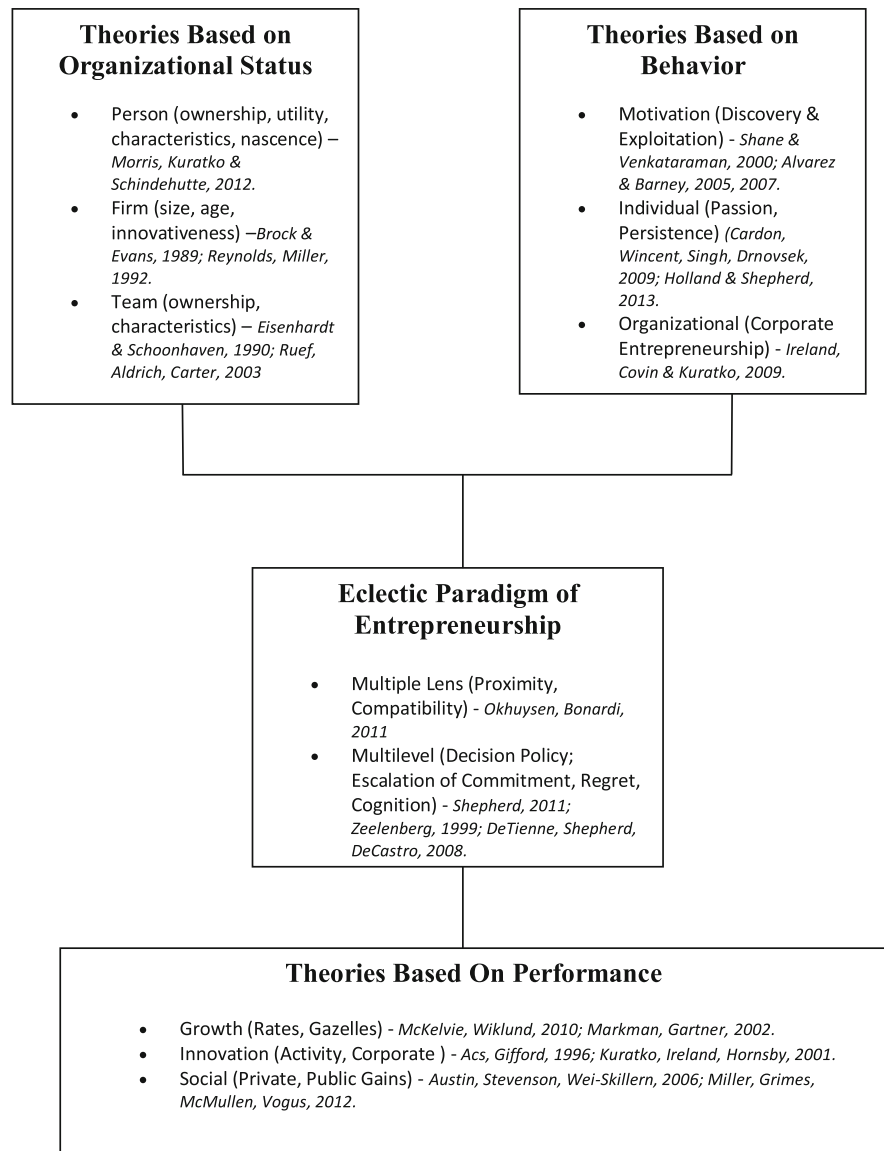 Theories Based on
Organizational Status
• Person (ownership, utility,
characteristics, nascence) –
Morris, Kuratko &
Schindehutte, 2012.
• Firm (size, age,
innovativeness) –Brock &
Evans, 1989; Reynolds, Miller,
1992.
• Team (ownership,
characteristics) – Eisenhardt
& Schoonhaven, 1990; Ruef,
Aldrich, Carter, 2003
Theories Based on
Behavior
• Motivation (Discovery &
Exploitation) - Shane &
Venkataraman, 2000; Alvarez
& Barney, 2005, 2007.
• Individual (Passion,
Persistence) (Cardon,
Wincent, Singh, Drnovsek,
2009; Holland & Shepherd,
2013.
• Organizational (Corporate
Entrepreneurship) - Ireland,
Covin & Kuratko, 2009.
Eclectic Paradigm of
Entrepreneurship
• Multiple Lens (Proximity,
Compatibility) - Okhuysen, Bonardi,
2011
• Multilevel (Decision Policy;
Escalation of Commitment, Regret,
Cognition) - Shepherd, 2011;
Zeelenberg, 1999; DeTienne, Shepherd,
DeCastro, 2008.
Theories Based On Performance
• Growth (Rates, Gazelles) - McKelvie, Wiklund, 2010; Markman, Gartner, 2002.
• Innovation (Activity, Corporate ) - Acs, Gifford, 1996; Kuratko, Ireland, Hornsby, 2001.
• Social (Private, Public Gains) - Austin, Stevenson, Wei-Skillern, 2006; Miller, Grimes,
McMullen, Vogus, 2012.